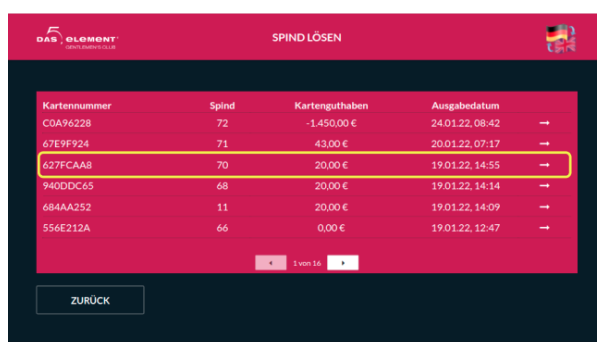 DAS 5. ELEMENT
GENTLEMEN'S CLUB
SPIND LÖSEN
Kartennummer Spind Kartenguthaben Ausgabedatum
C0A96228 72 -1.450,00 € 24.01.22, 08:42 →
67E9F924 71 43,00 € 20.01.22, 07:17 →
627FCAA8 70 20,00 € 19.01.22, 14:55 →
940DDC65 68 20,00 € 19.01.22, 14:14 →
684AA252 11 20,00 € 19.01.22, 14:09 →
556E212A 66 0,00 € 19.01.22, 12:47 →
1 von 16
ZURÜCK